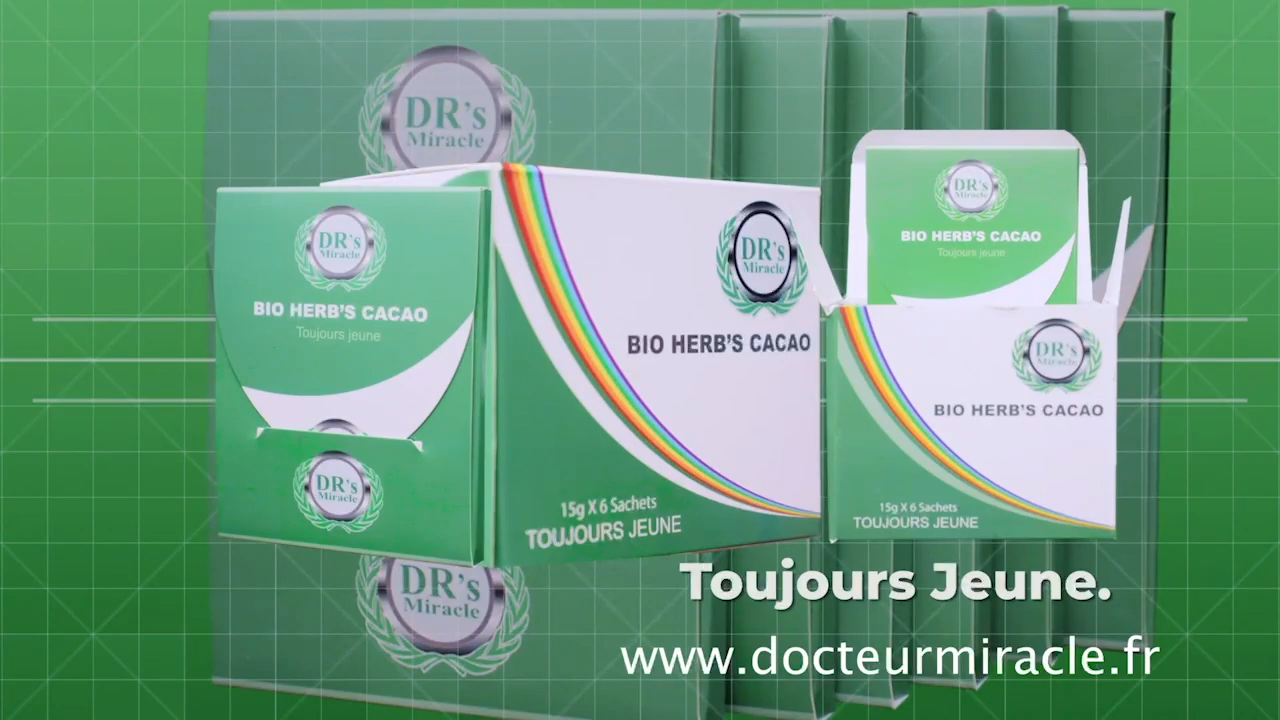 DR's
Miracle
DR's
Miracle
BIO HERB'S CACAO
Toujours jeune
DR's
Miracle
DR's
Miracle
BIO HERB'S CACAO
15g X 6 Sachets
TOUJOURS JEUNE
DR's
Miracle
BIO HERB'S CACAO
Toujours jeune
DR's
Miracle
BIO HERB'S CACAO
15g X 6 Sachets
TOUJOURS JEUNE
DR's
Miracle
Toujours Jeune.
www.docteurmiracle.fr